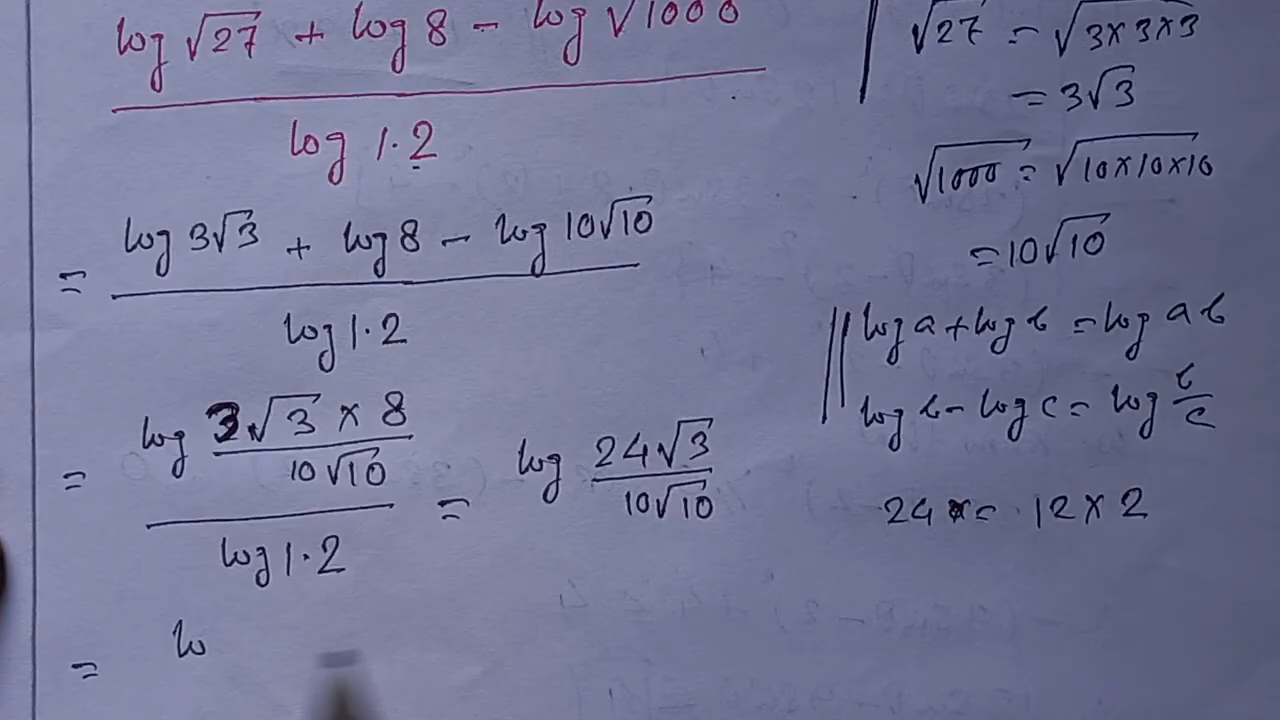 log √27 + log 8 - log √1000
log 1.2
= log 3√3 + log 8 - log 10√10
log 1.2
= log 3√3 × 8
10√10
log 1.2
= log 24√3
10√10
= lo
√27 = √3×3×3
= 3√3
√1000 = √10×10×10
= 10√10
log a + log b = log ab
log b - log c = log b/c
24 = 12 × 2